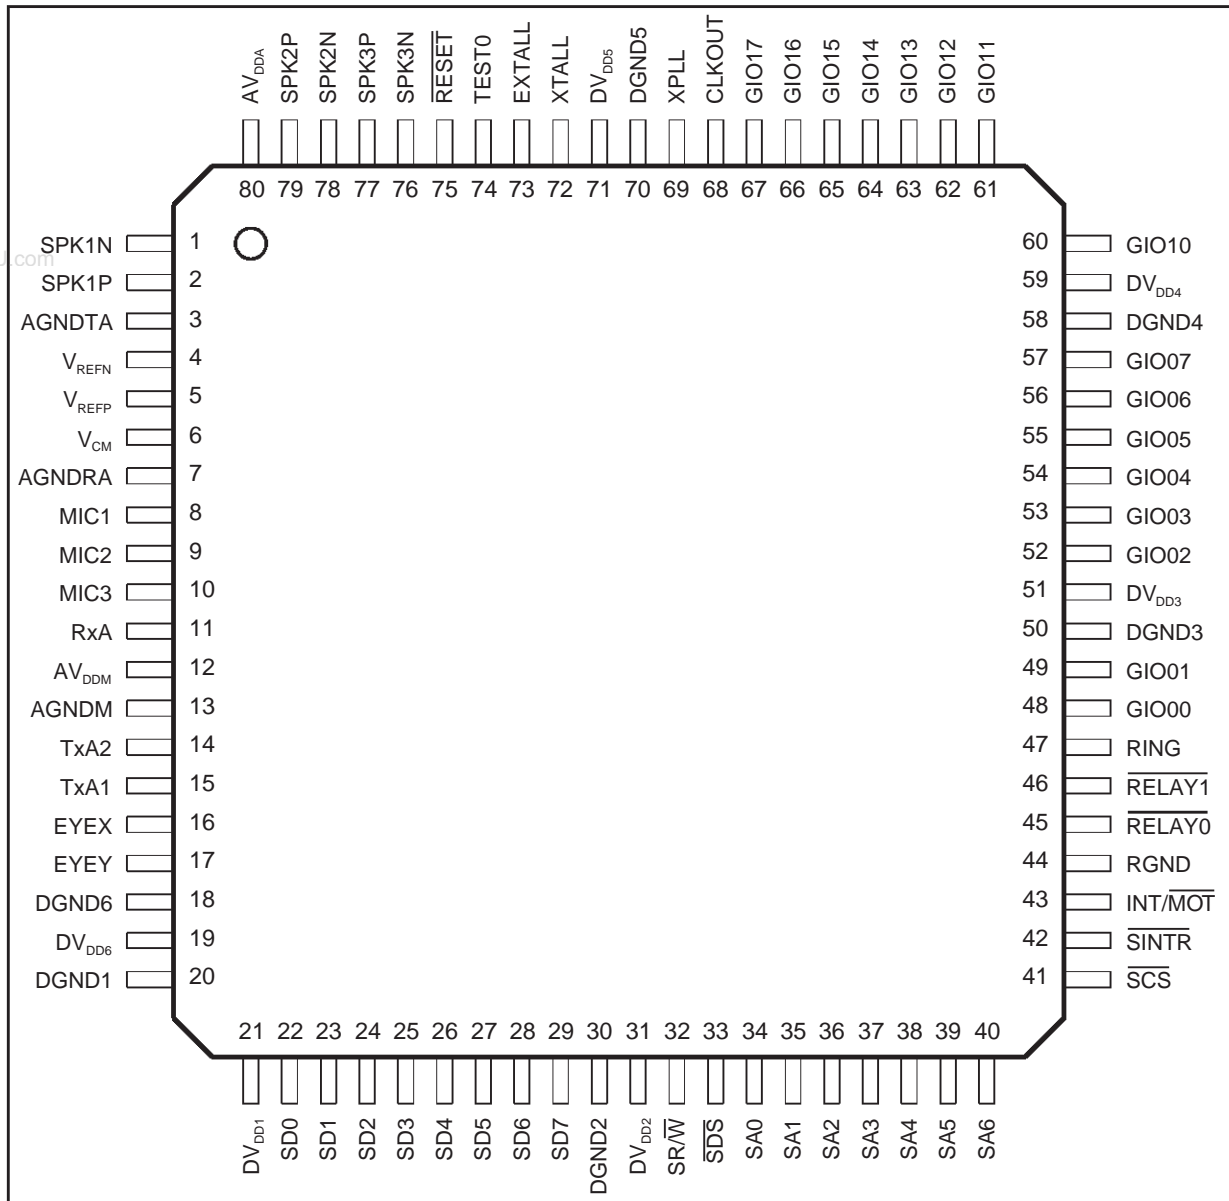 AVDDA
SPK2P
SPK2N
SPK3P
SPK3N
RESET
TEST0
EXTALL
XTALL
DVDD5
DGND5
XPLL
CLKOUT
GIO17
GIO16
GIO15
GIO14
GIO13
GIO12
GIO11
80 79 78 77 76 75 74 73 72 71 70 69 68 67 66 65 64 63 62 61
SPK1N 1 60 GIO10
J.com
SPK1P 2 59 DVDD4
AGNDTA 3 58 DGND4
VREFN 4 57 GIO07
VREFP 5 56 GIO06
VCM 6 55 GIO05
AGNDRA 7 54 GIO04
MIC1 8 53 GIO03
MIC2 9 52 GIO02
MIC3 10 51 DVDD3
RxA 11 50 DGND3
AVDDM 12 49 GIO01
AGNDM 13 48 GIO00
TxA2 14 47 RING
TxA1 15 46 RELAY1
EYEX 16 45 RELAY0
EYEY 17 44 RGND
DGND6 18 43 INT/MOT
DVDD6 19 42 SINTR
DGND1 20 41 SCS
21 22 23 24 25 26 27 28 29 30 31 32 33 34 35 36 37 38 39 40
DVDD1
SD0
SD1
SD2
SD3
SD4
SD5
SD6
SD7
DGND2
DVDD2
SR/W
SDS
SA0
SA1
SA2
SA3
SA4
SA5
SA6